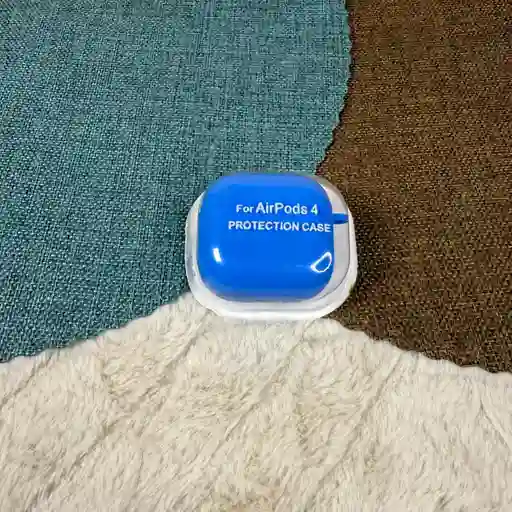 For AirPods 4
PROTECTION CASE